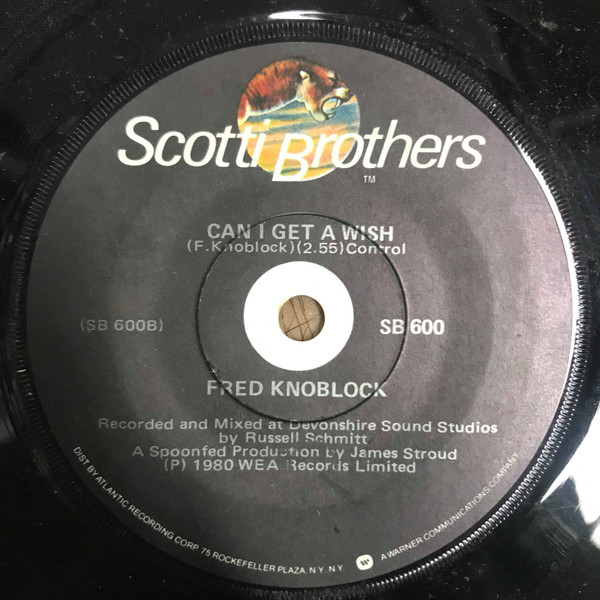 Scotti Brothers
TM
CAN I GET A WISH
(F.Knoblock)(2.55)Control
(SB 600B)
SB 600
FRED KNOBLOCK
Recorded and Mixed at Devonshire Sound Studios
by Russell Schmitt
A Spoonfed Production by James Stroud
(P) 1980 WEA Records Limited
DIST BY ATLANTIC RECORDING CORP 75 ROCKEFELLER PLAZA N.Y. N.Y.
A WARNER COMMUNICATIONS COMPANY